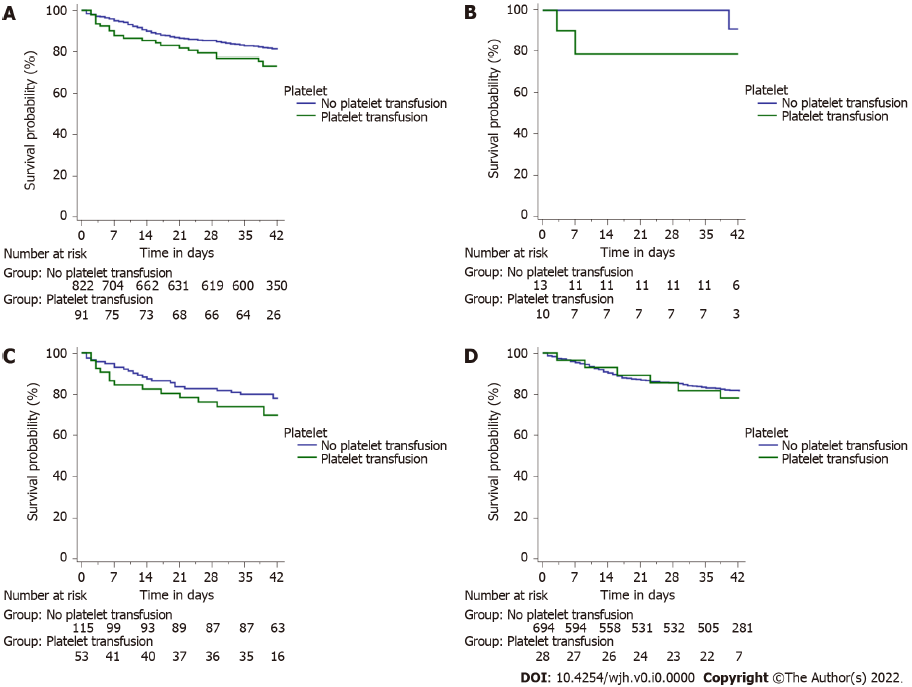 A
100
80
60
40
20
0
Survival probability (%)
0 7 14 21 28 35 42
Time in days
Platelet
No platelet transfusion
Platelet transfusion
Number at risk
Group: No platelet transfusion
822 704 662 631 619 600 350
Group: Platelet transfusion
91 75 73 68 66 64 26
B
100
80
60
40
20
0
Survival probability (%)
0 7 14 21 28 35 42
Time in days
Platelet
No platelet transfusion
Platelet transfusion
Number at risk
Group: No platelet transfusion
13 11 11 11 11 11 6
Group: Platelet transfusion
10 7 7 7 7 7 3
C
100
80
60
40
20
0
Survival probability (%)
0 7 14 21 28 35 42
Time in days
Platelet
No platelet transfusion
Platelet transfusion
Number at risk
Group: No platelet transfusion
115 99 93 89 87 87 63
Group: Platelet transfusion
53 41 40 37 36 35 16
D
100
80
60
40
20
0
Survival probability (%)
0 7 14 21 28 35 42
Time in days
Platelet
No platelet transfusion
Platelet transfusion
Number at risk
Group: No platelet transfusion
694 594 558 531 532 505 281
Group: Platelet transfusion
28 27 26 24 23 22 7
DOI: 10.4254/wjh.v0.i0.0000 Copyright ©The Author(s) 2022.